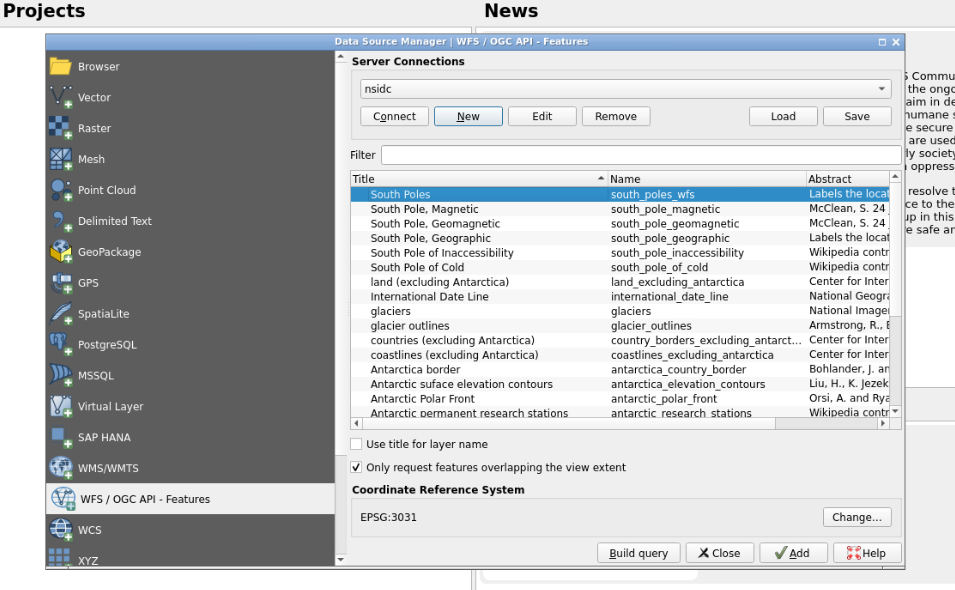 Projects
News
Data Source Manager | WFS / OGC API - Features
Browser
Vector
Raster
Mesh
Point Cloud
Delimited Text
GeoPackage
GPS
SpatiaLite
PostgreSQL
MSSQL
Virtual Layer
SAP HANA
WMS/WMTS
WFS / OGC API - Features
WCS
XYZ
Server Connections
nsidc
Connect New Edit Remove Load Save
Filter
Title Name Abstract
South Poles south_poles_wfs Labels the locat
South Pole, Magnetic south_pole_magnetic McClean, S. 24
South Pole, Geomagnetic south_pole_geomagnetic McClean, S. 24
South Pole, Geographic south_pole_geographic Labels the locat
South Pole of Inaccessibility south_pole_inaccessibility Wikipedia contr
South Pole of Cold south_pole_of_cold Wikipedia contr
land (excluding Antarctica) land_excluding_antarctica Center for Inter
International Date Line international_date_line National Geogra
glaciers glaciers National Imager
glacier outlines glacier_outlines Armstrong, R., B
countries (excluding Antarctica) country_borders_excluding_antarct... Center for Inter
coastlines (excluding Antarctica) coastlines_excluding_antarctica Center for Inter
Antarctica border antarctica_country_border Bohlander, J. an
Antarctic suface elevation contours antarctica_elevation_contours Liu, H., K. Jezek
Antarctic Polar Front antarctic_polar_front Orsi, A. and Rya
Antarctic permanent research stations antarctic_research_stations Wikipedia contr
Use title for layer name
Only request features overlapping the view extent
Coordinate Reference System
EPSG:3031 Change...
Build query Close Add Help
S Commu
the ongo
aim in de
humane s
e secure
are used
ly society
oppress
resolve t
ce to the
up in this
e safe an